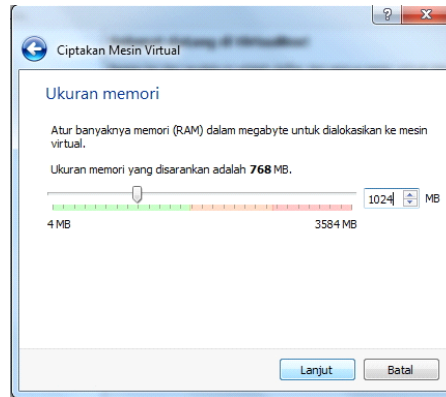 Ciptakan Mesin Virtual
Ukuran memori
Atur banyaknya memori (RAM) dalam megabyte untuk dialokasikan ke mesin
virtual.
Ukuran memori yang disarankan adalah 768 MB.
1024 MB
4 MB 3584 MB
Lanjut Batal